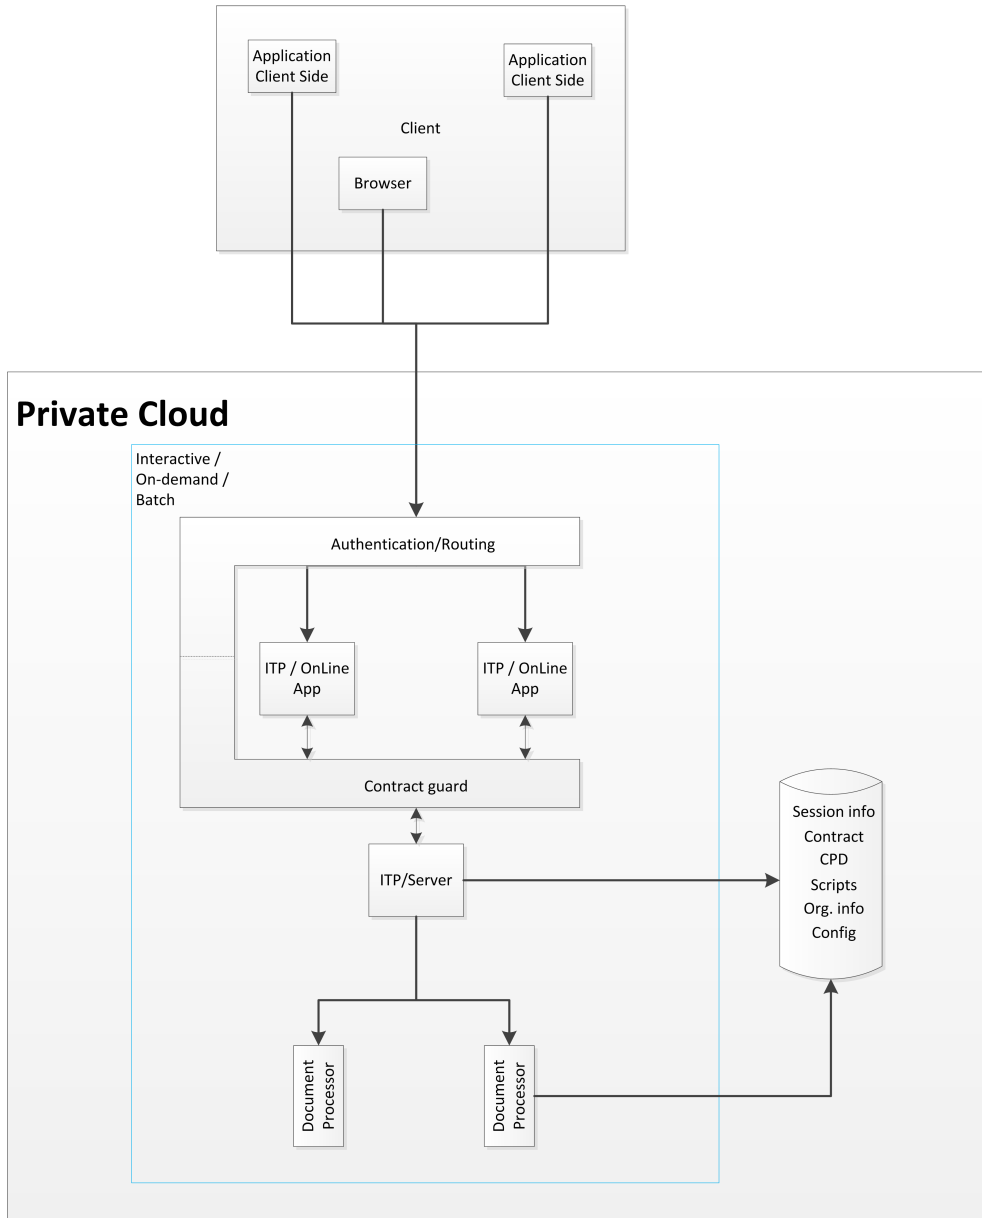 Application
Client Side
Application
Client Side
Client
Browser
Private Cloud
Interactive /
On-demand /
Batch
Authentication/Routing
ITP / OnLine
App
ITP / OnLine
App
Contract guard
ITP/Server
Session info
Contract
CPD
Scripts
Org. info
Config
Document
Processor
Document
Processor